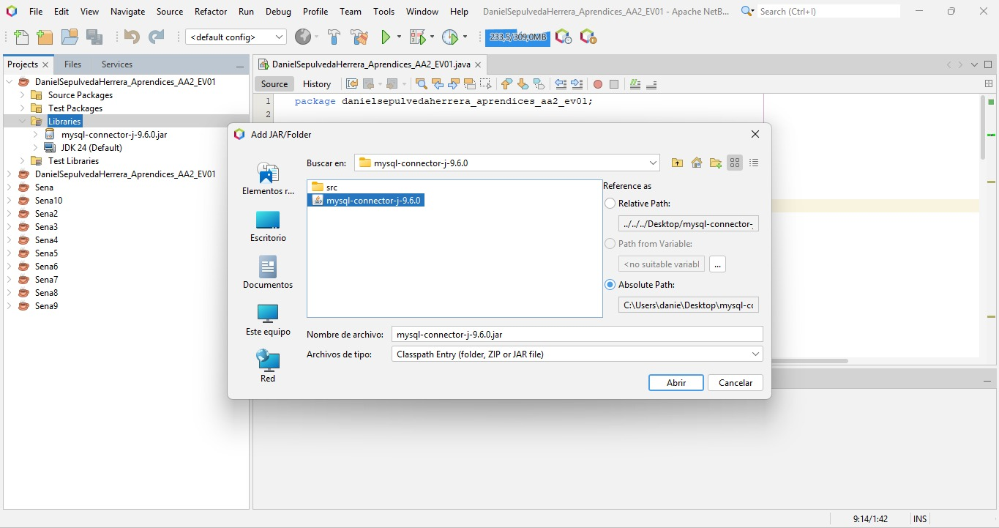 File Edit View Navigate Source Refactor Run Debug Profile Team Tools Window Help DanielSepulvedaHerrera_Aprendices_AA2_EV01 - Apache NetB... Search (Ctrl+I)
<default config> 233,5/309,0MB
Projects Files Services
DanielSepulvedaHerrera_Aprendices_AA2_EV01.java
DanielSepulvedaHerrera_Aprendices_AA2_EV01
Source Packages
Test Packages
Libraries
mysql-connector-j-9.6.0.jar
JDK 24 (Default)
Test Libraries
DanielSepulvedaHerrera_Aprendices_AA2_EV01
Sena
Sena10
Sena2
Sena3
Sena4
Sena5
Sena6
Sena7
Sena8
Sena9
Source History
1 package danielsepulvedaherrera_aprendices_aa2_ev01;
2
Add JAR/Folder
Buscar en: mysql-connector-j-9.6.0
Elementos r...
Escritorio
Documentos
Este equipo
Red
src
mysql-connector-j-9.6.0
Reference as
Relative Path:
../../../Desktop/mysql-connector-
Path from Variable:
<no suitable variabl ...
Absolute Path:
C:\Users\danie\Desktop\mysql-co
Nombre de archivo: mysql-connector-j-9.6.0.jar
Archivos de tipo: Classpath Entry (folder, ZIP or JAR file)
Abrir Cancelar
9:14/1:42 INS